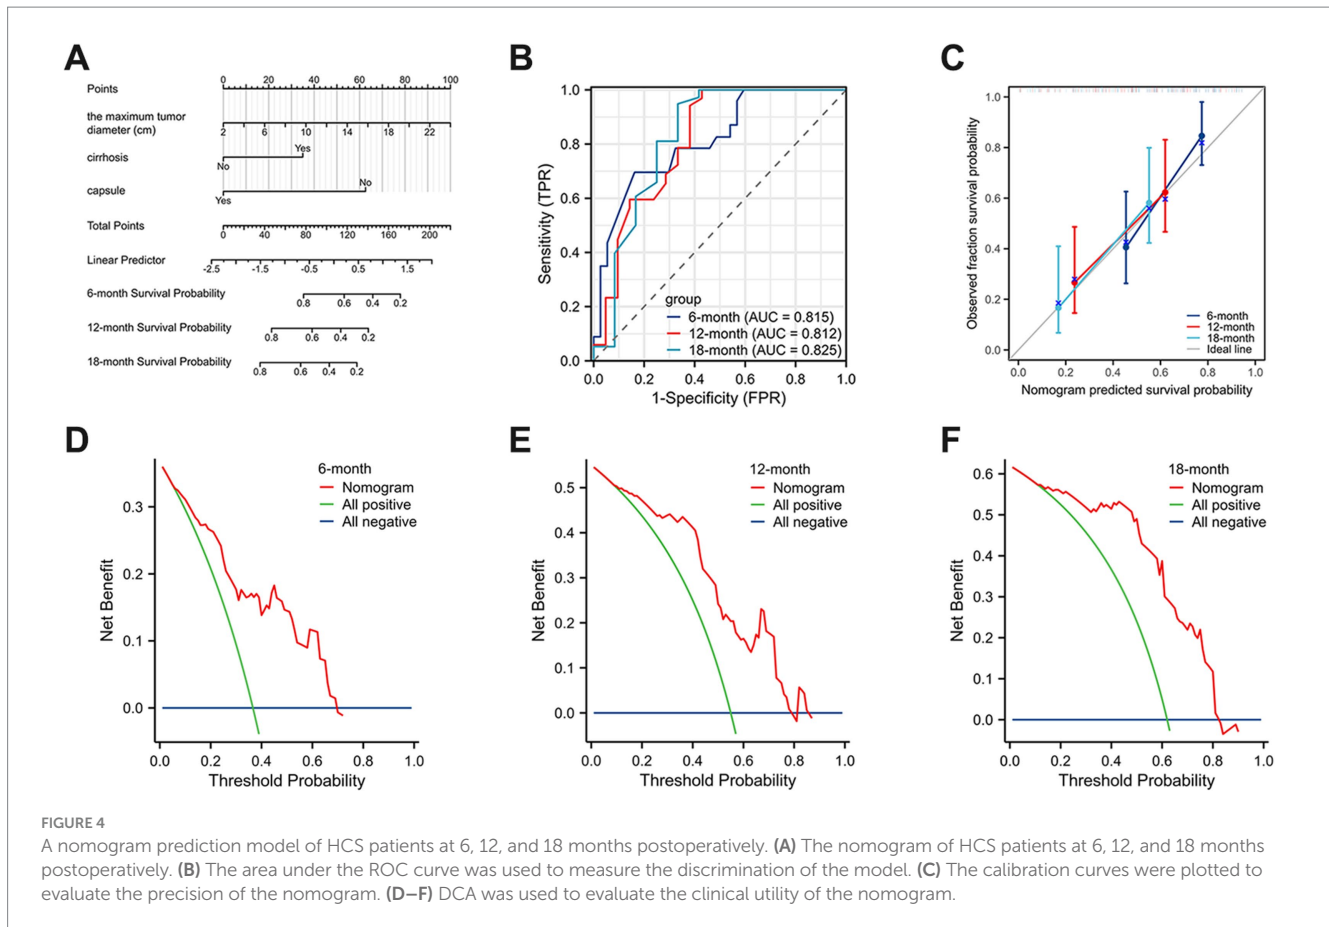 A
Points
0 20 40 60 80 100
the maximum tumor
diameter (cm)
2 4 6 8 10 12 14 16 18 20 22
cirrhosis
Yes
No
capsule
No
Yes
Total Points
0 40 80 120 160 200
Linear Predictor
-2.5 -1.5 -0.5 0.5 1.5
6-month Survival Probability
0.8 0.6 0.4 0.2
12-month Survival Probability
0.8 0.6 0.4 0.2
18-month Survival Probability
0.8 0.6 0.4 0.2
B
Sensitivity (TPR)
1.0
0.8
0.6
0.4
0.2
0.0
group
6-month (AUC = 0.815)
12-month (AUC = 0.812)
18-month (AUC = 0.825)
0.0 0.2 0.4 0.6 0.8 1.0
1-Specificity (FPR)
C
Observed fraction survival probability
1.0
0.8
0.6
0.4
0.2
0.0
6-month
12-month
18-month
Ideal line
0.0 0.2 0.4 0.6 0.8 1.0
Nomogram predicted survival probability
D
Net Benefit
0.3
0.2
0.1
0.0
6-month
Nomogram
All positive
All negative
0.0 0.2 0.4 0.6 0.8 1.0
Threshold Probability
E
Net Benefit
0.5
0.4
0.3
0.2
0.1
0.0
12-month
Nomogram
All positive
All negative
0.0 0.2 0.4 0.6 0.8 1.0
Threshold Probability
F
Net Benefit
0.6
0.5
0.4
0.3
0.2
0.1
0.0
18-month
Nomogram
All positive
All negative
0.0 0.2 0.4 0.6 0.8 1.0
Threshold Probability
FIGURE 4
A nomogram prediction model of HCS patients at 6, 12, and 18 months postoperatively. (A) The nomogram of HCS patients at 6, 12, and 18 months
postoperatively. (B) The area under the ROC curve was used to measure the discrimination of the model. (C) The calibration curves were plotted to
evaluate the precision of the nomogram. (D–F) DCA was used to evaluate the clinical utility of the nomogram.